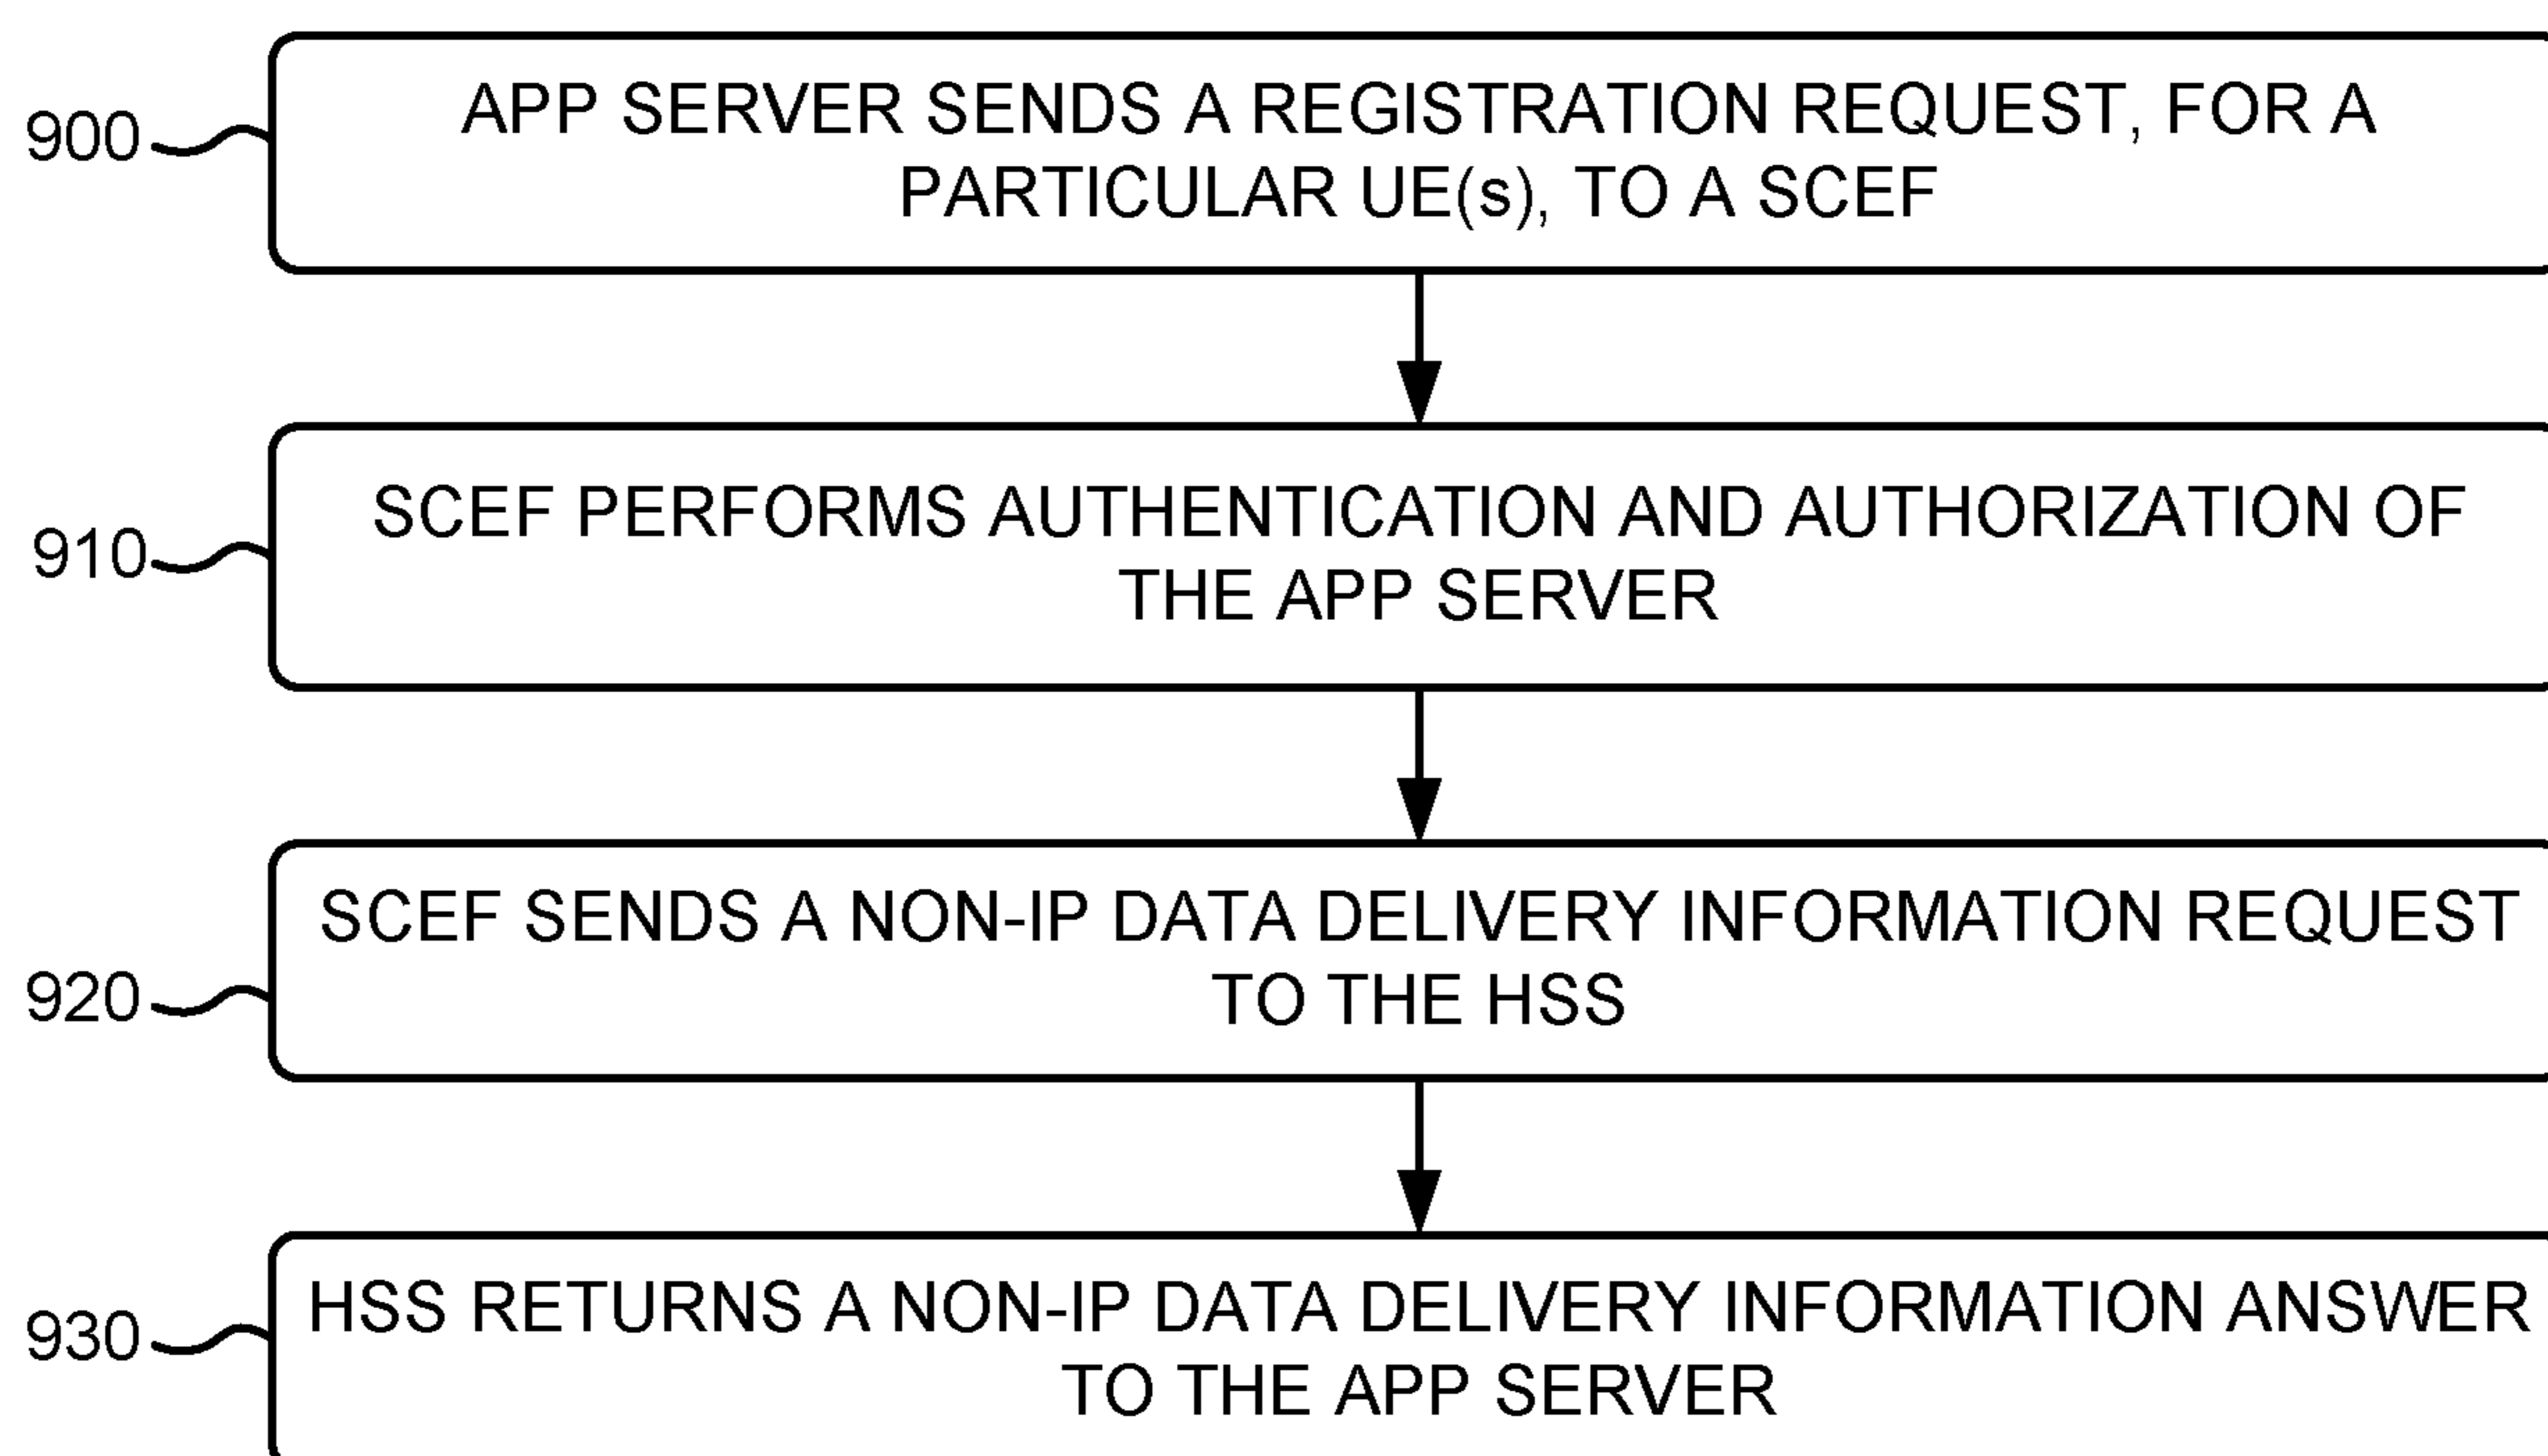 900
APP SERVER SENDS A REGISTRATION REQUEST, FOR A
PARTICULAR UE(s), TO A SCEF
910
SCEF PERFORMS AUTHENTICATION AND AUTHORIZATION OF
THE APP SERVER
920
SCEF SENDS A NON-IP DATA DELIVERY INFORMATION REQUEST
TO THE HSS
930
HSS RETURNS A NON-IP DATA DELIVERY INFORMATION ANSWER
TO THE APP SERVER